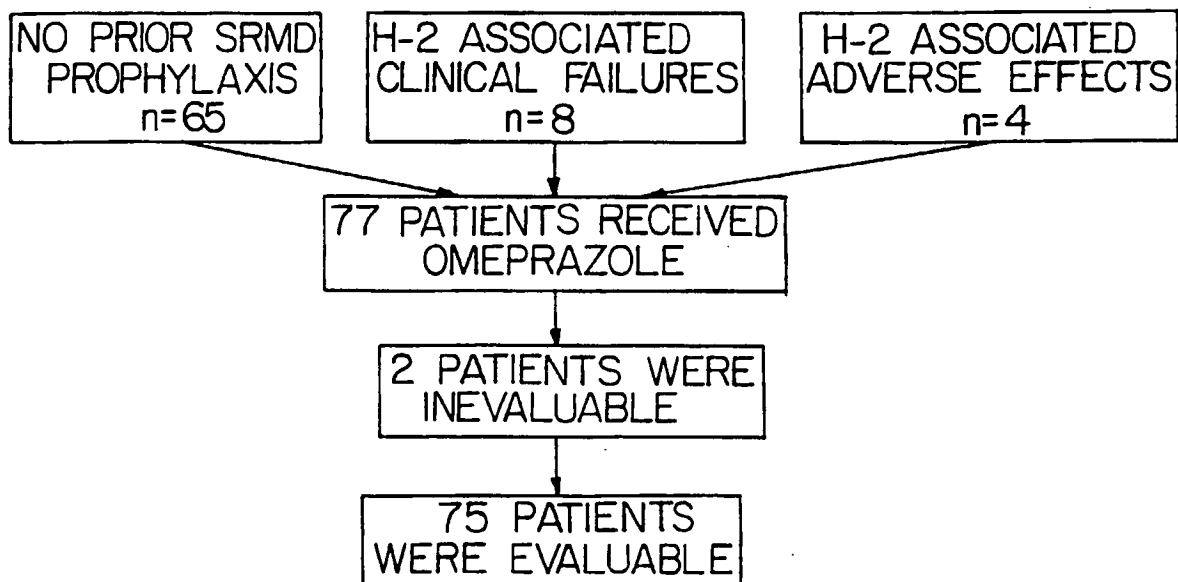 NO PRIOR SRMD
PROPHYLAXIS
n=65
H-2 ASSOCIATED
CLINICAL FAILURES
n=8
H-2 ASSOCIATED
ADVERSE EFFECTS
n=4
77 PATIENTS RECEIVED
OMEPRAZOLE
2 PATIENTS WERE
INEVALUABLE
75 PATIENTS
WERE EVALUABLE